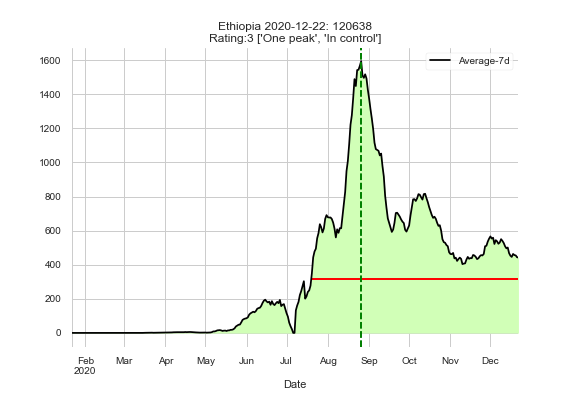 Ethiopia 2020-12-22: 120638
Rating:3 ['One peak', 'In control']
Average-7d
1600
1400
1200
1000
800
600
400
200
0
Feb Mar Apr May Jun Jul Aug Sep Oct Nov Dec
2020
Date